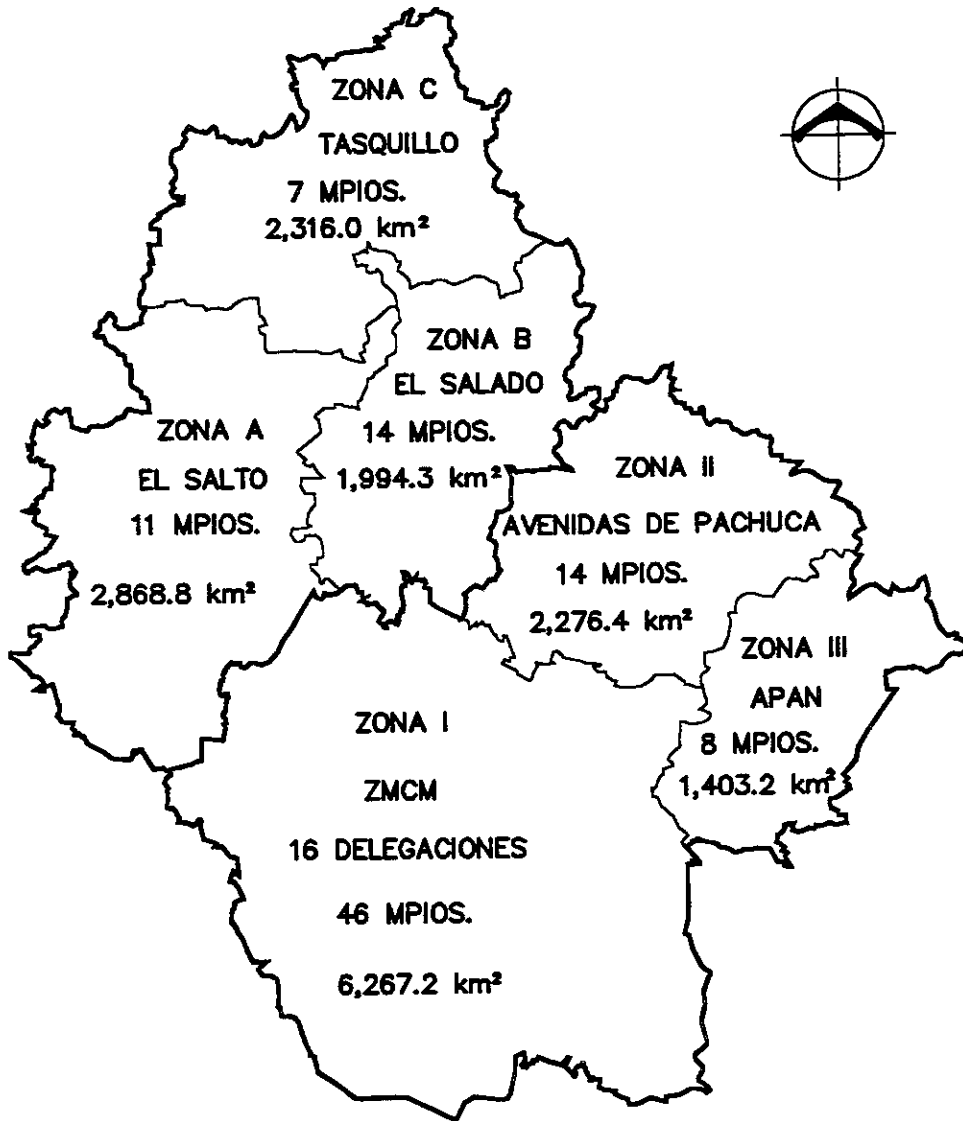 ZONA C
TASQUILLO
7 MPIOS.
2,316.0 km²
ZONA B
EL SALADO
14 MPIOS.
1,994.3 km²
ZONA A
EL SALTO
11 MPIOS.
2,868.8 km²
ZONA II
AVENIDAS DE PACHUCA
14 MPIOS.
2,276.4 km²
ZONA III
APAN
8 MPIOS.
1,403.2 km²
ZONA I
ZMCM
16 DELEGACIONES
46 MPIOS.
6,267.2 km²